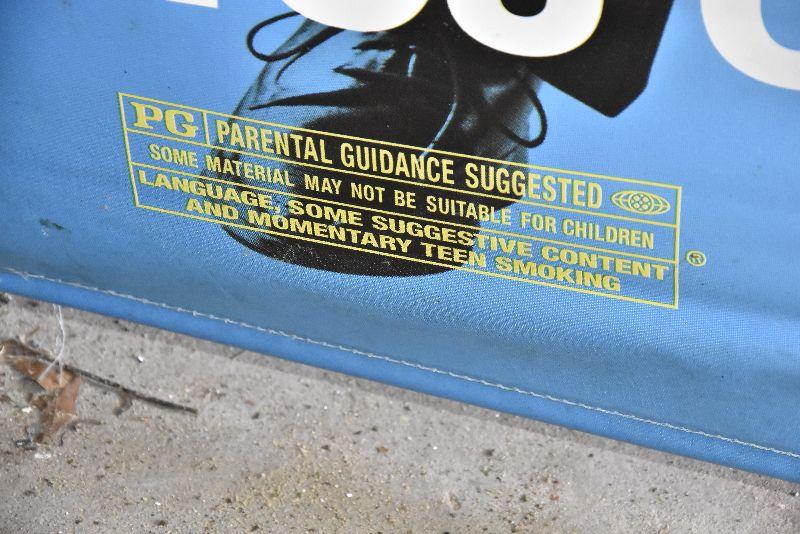 PG PARENTAL GUIDANCE SUGGESTED
SOME MATERIAL MAY NOT BE SUITABLE FOR CHILDREN
LANGUAGE, SOME SUGGESTIVE CONTENT
AND MOMENTARY TEEN SMOKING ®